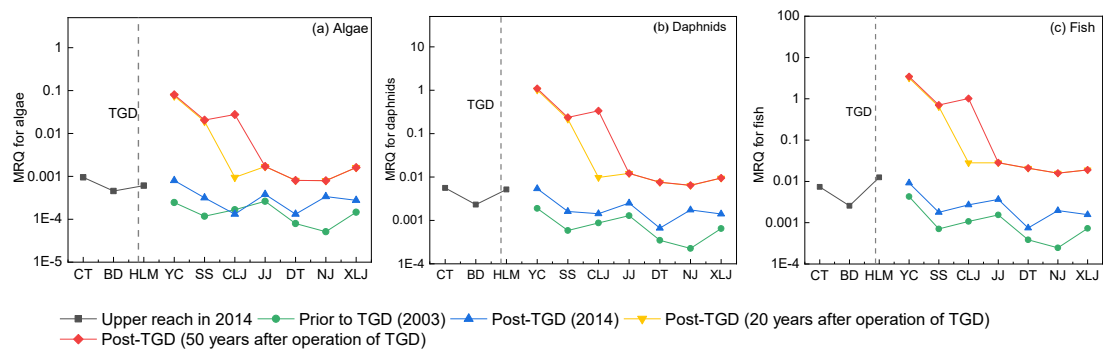 (a) Algae
MRQ for algae
1
0.1
0.01
0.001
1E-4
1E-5
TGD
CT BD HLM YC SS CLJ JJ DT NJ XLJ
(b) Daphnids
MRQ for daphnids
10
1
0.1
0.01
0.001
1E-4
TGD
CT BD HLM YC SS CLJ JJ DT NJ XLJ
(c) Fish
MRQ for fish
100
10
1
0.1
0.01
0.001
1E-4
TGD
CT BD HLM YC SS CLJ JJ DT NJ XLJ
Upper reach in 2014 Prior to TGD (2003) Post-TGD (2014) Post-TGD (20 years after operation of TGD)
Post-TGD (50 years after operation of TGD)